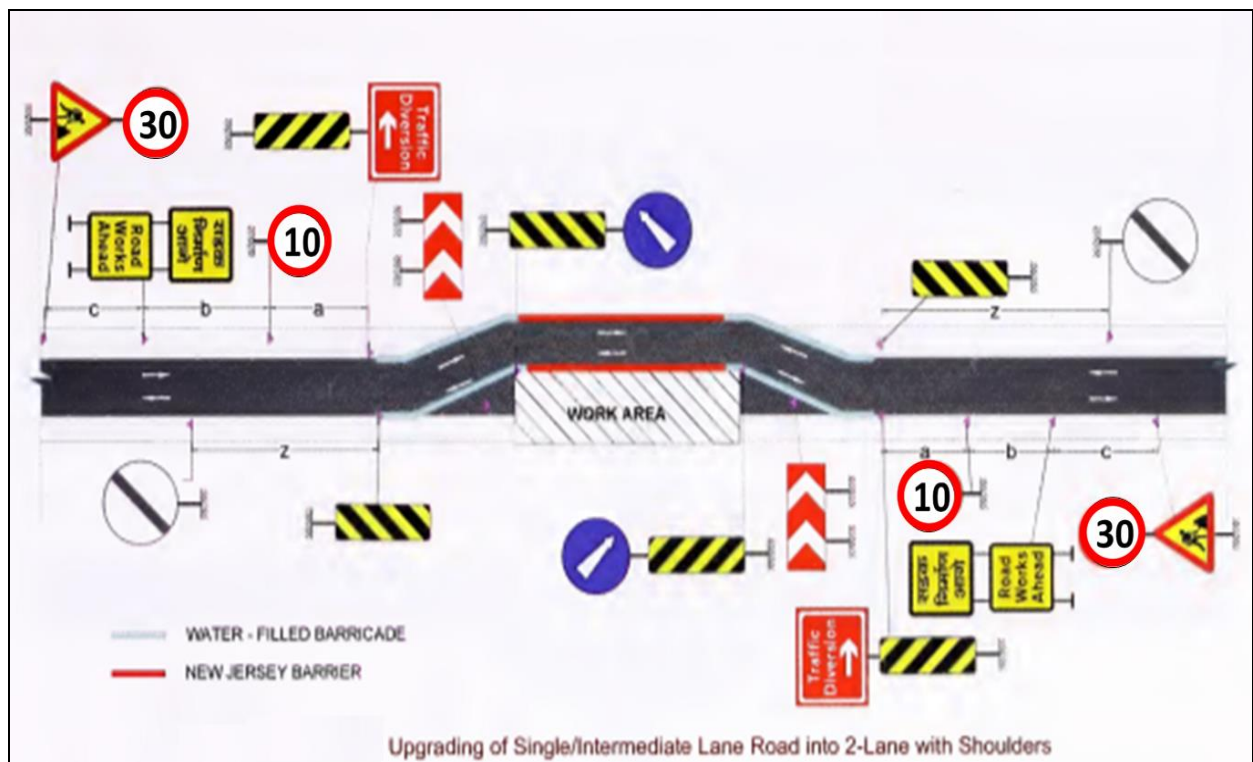 30
Traffic
Diversion
Road
Works
Ahead
10
c
b
a
z
WORK AREA
z
a
b
c
10
30
Road
Works
Ahead
Traffic
Diversion
WATER - FILLED BARRICADE
NEW JERSEY BARRIER
Upgrading of Single/Intermediate Lane Road into 2-Lane with Shoulders